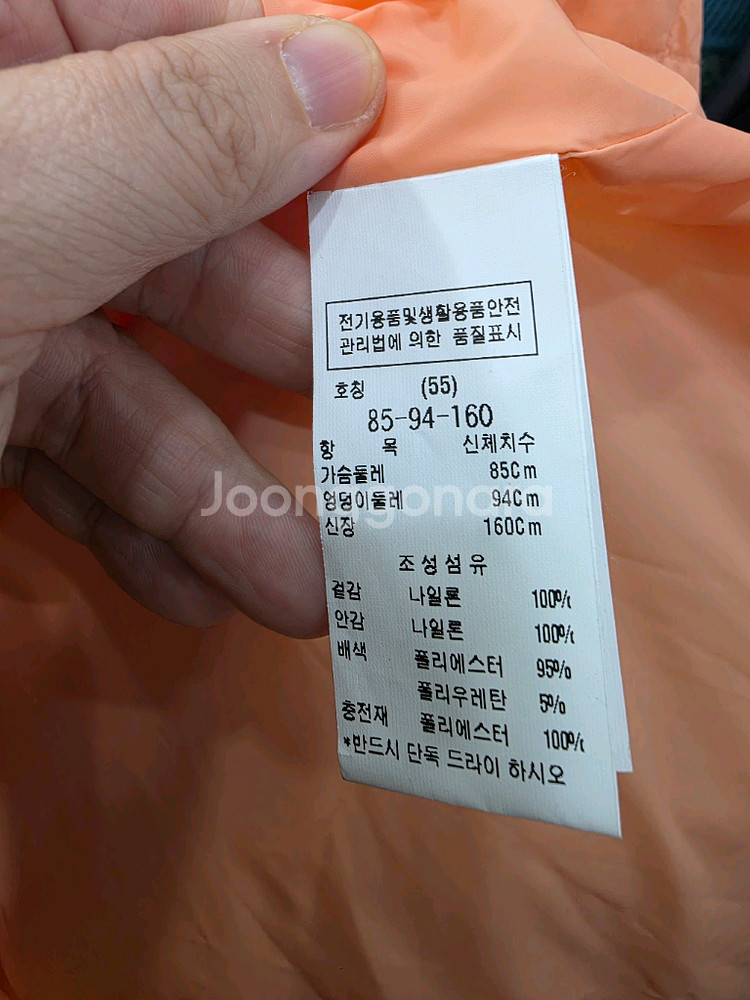 전기용품및생활용품안전
관리법에 의한 품질표시
호칭 (55)
85-94-160
항 목 신체치수
가슴둘레 85Cm
엉덩이둘레 94Cm
신장 160Cm
Joonggonara
조성섬유
겉감 나일론 100%
안감 나일론 100%
배색 폴리에스터 95%
폴리우레탄 5%
충전재 폴리에스터 100%
*반드시 단독 드라이 하시오